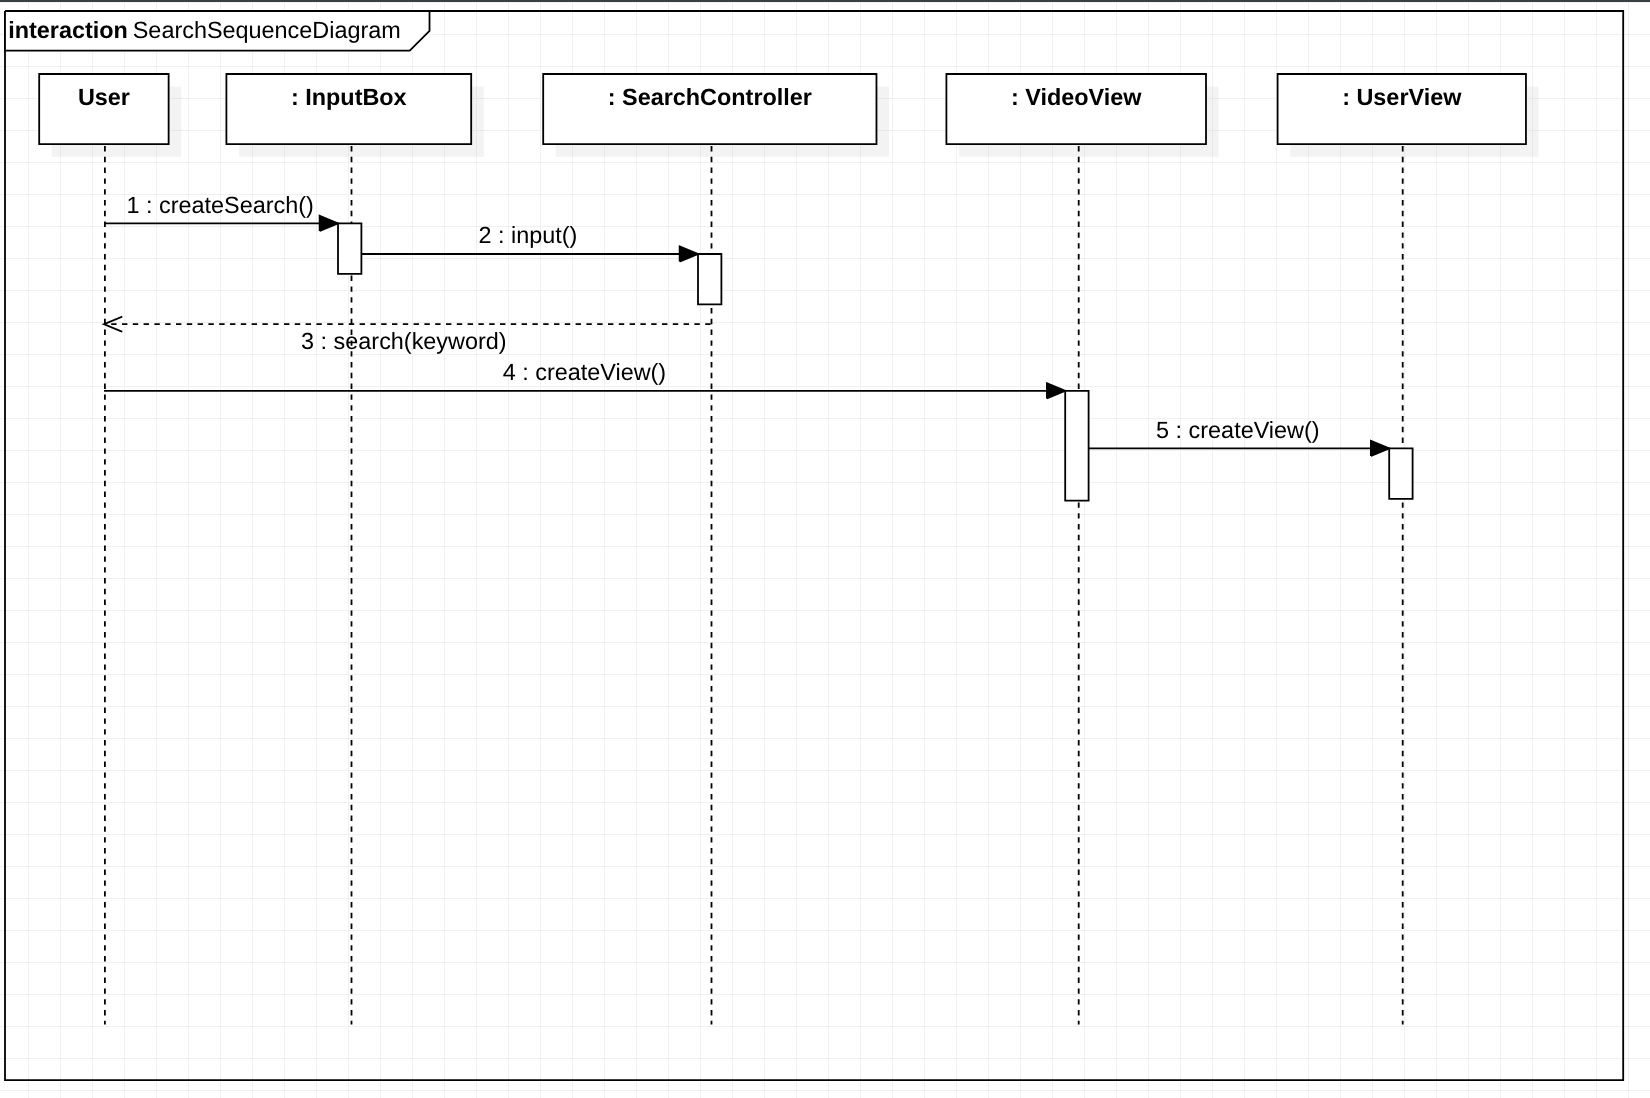 interaction SearchSequenceDiagram
User
: InputBox
: SearchController
: VideoView
: UserView
1 : createSearch()
2 : input()
3 : search(keyword)
4 : createView()
5 : createView()